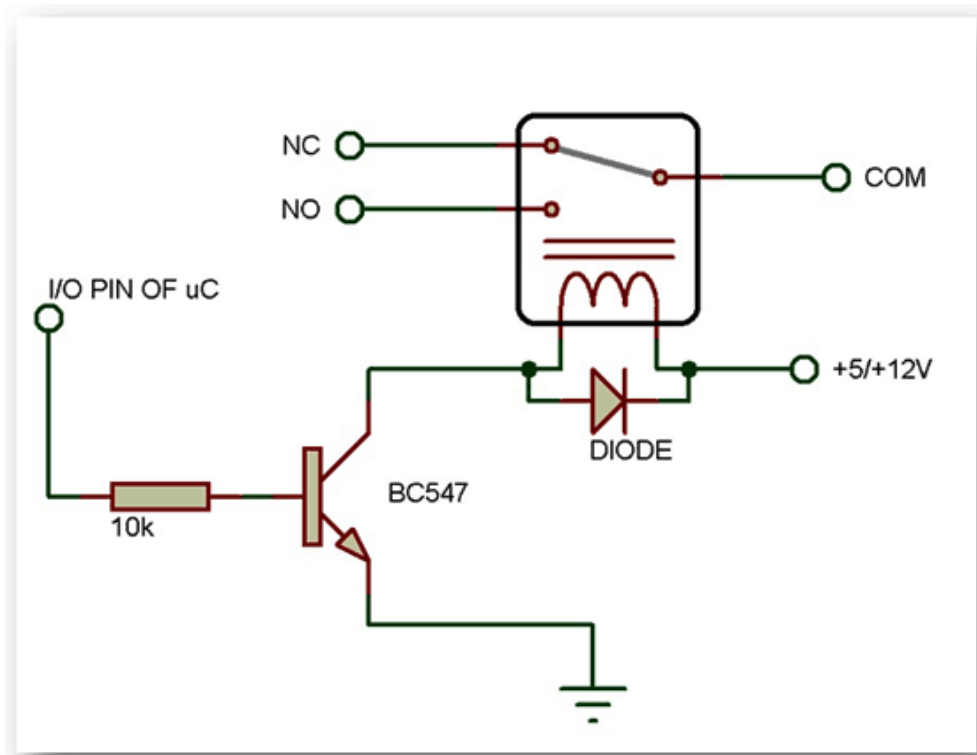 NC
COM
NO
I/O PIN OF uC
+5/+12V
DIODE
BC547
10k